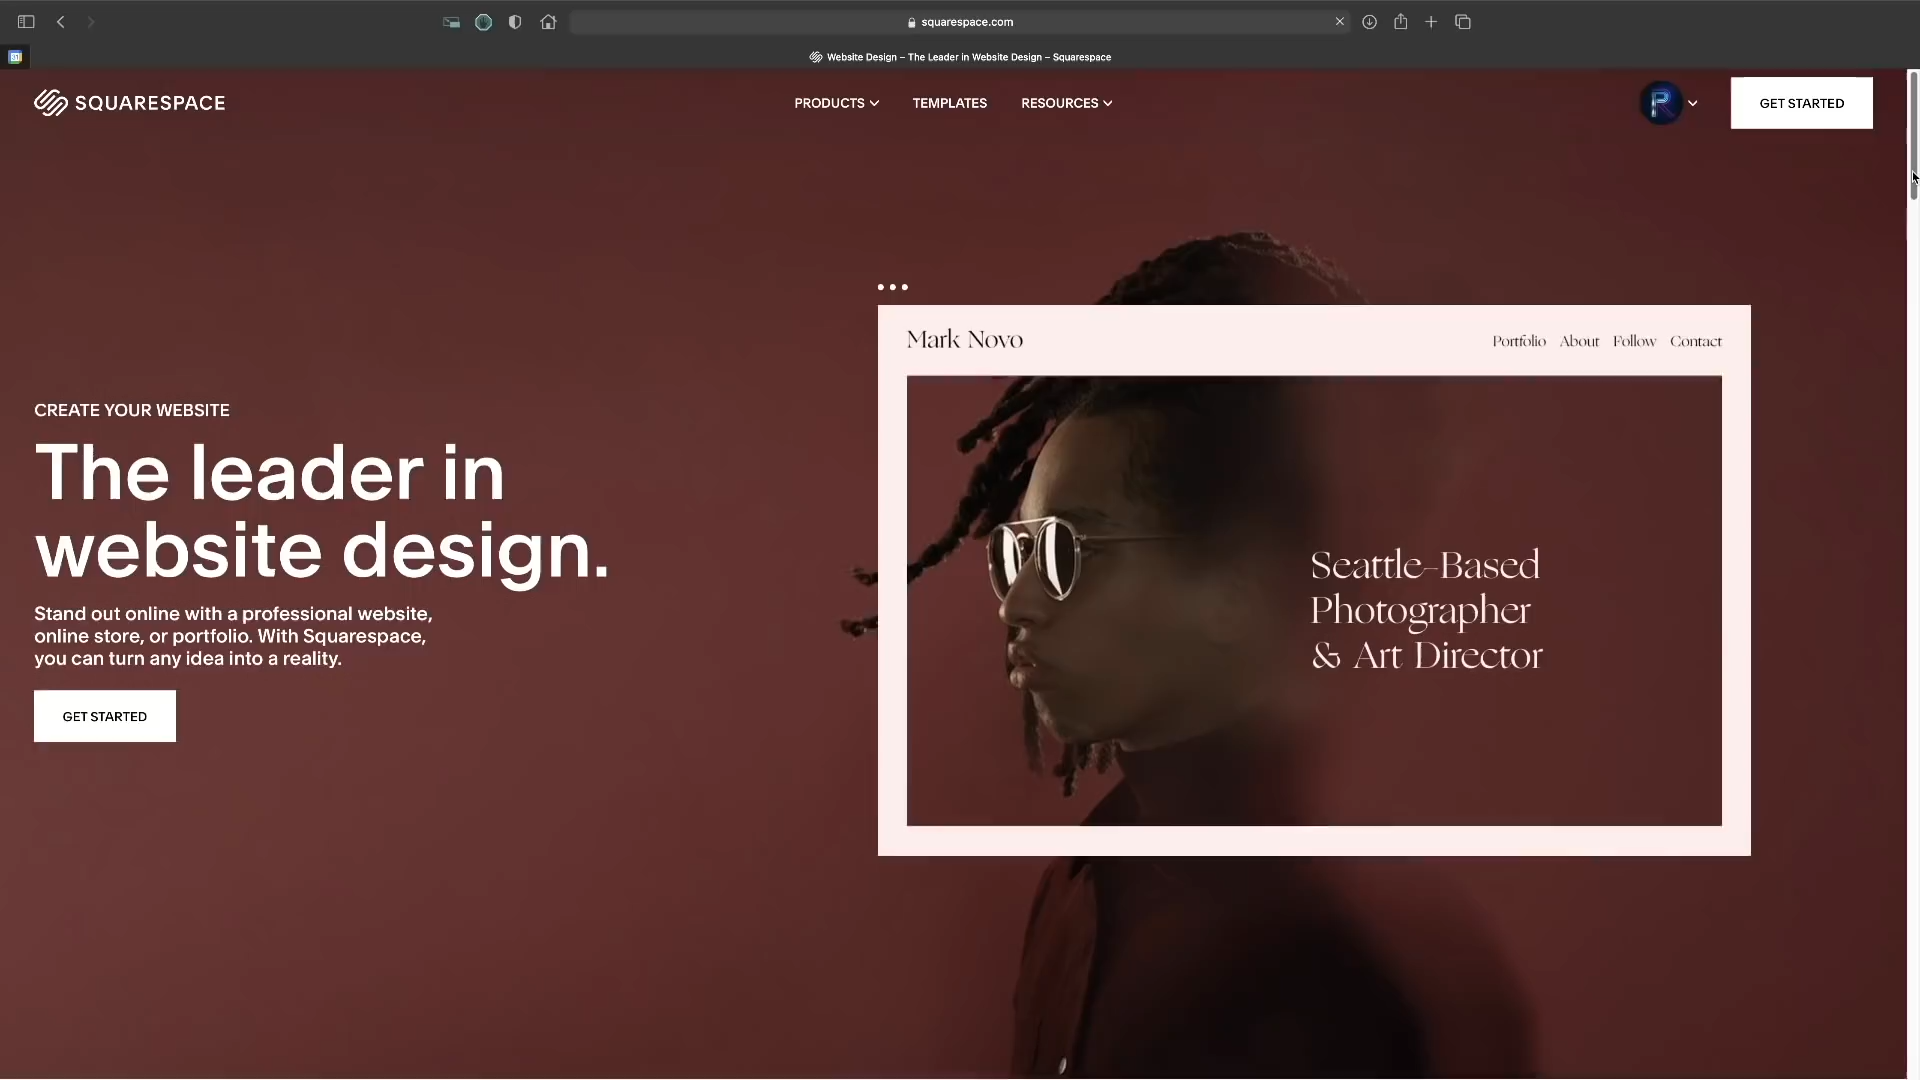 squarespace.com
Website Design – The Leader in Website Design – Squarespace
SQUARESPACE
PRODUCTS
TEMPLATES
RESOURCES
GET STARTED
Mark Novo
Portfolio
About
Follow
Contact
CREATE YOUR WEBSITE
The leader in
website design.
Stand out online with a professional website,
online store, or portfolio. With Squarespace,
you can turn any idea into a reality.
GET STARTED
Seattle-Based
Photographer
& Art Director